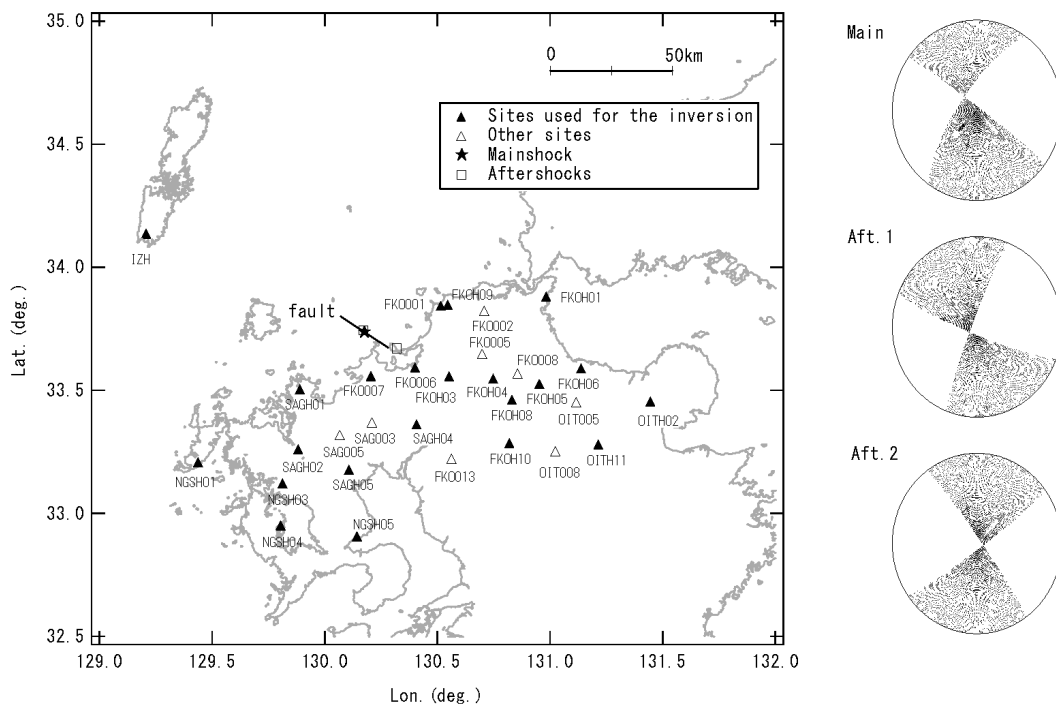 35.0
34.5
34.0
33.5
33.0
32.5
Lat. (deg.)
129.0
129.5
130.0
130.5
131.0
131.5
132.0
Lon. (deg.)
0
50km
Sites used for the inversion
Other sites
Mainshock
Aftershocks
IZH
fault
FKO001
FKOH09
FKO002
FKO005
FKOH01
FKO008
FKO007
FKO006
FKOH03
FKOH04
FKOH05
FKOH06
FKOH08
SAGH01
SAG003
SAG005
SAGH04
OIT005
OITH02
SAGH02
NGSH01
SAGH05
FKO013
FKOH10
OIT008
OITH11
NGSH03
NGSH04
NGSH05
Main
Aft.1
Aft.2